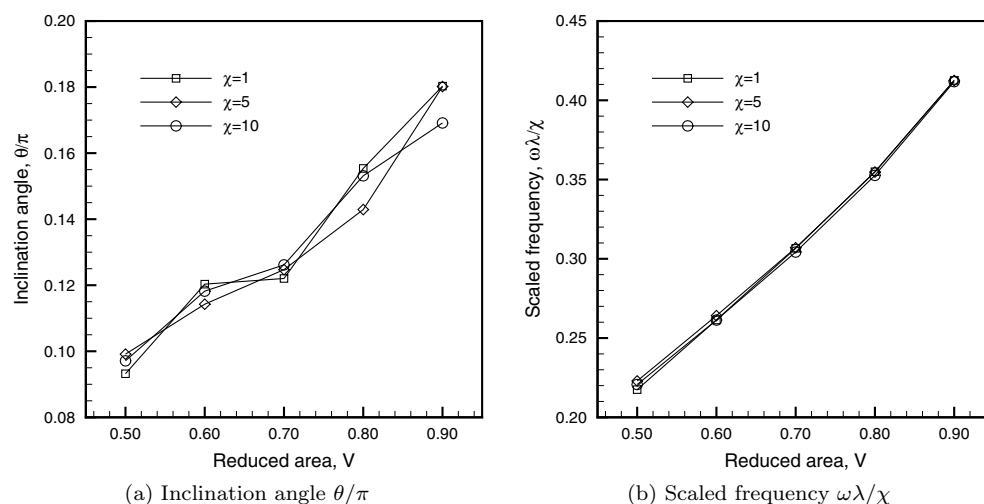 0.20
0.18
0.16
0.14
0.12
0.10
0.08
Inclination angle, θ/π
χ=1
χ=5
χ=10
0.50 0.60 0.70 0.80 0.90
Reduced area, V
(a) Inclination angle θ/π
0.45
0.40
0.35
0.30
0.25
0.20
Scaled frequency, ωλ/χ
χ=1
χ=5
χ=10
0.50 0.60 0.70 0.80 0.90
Reduced area, V
(b) Scaled frequency ωλ/χ